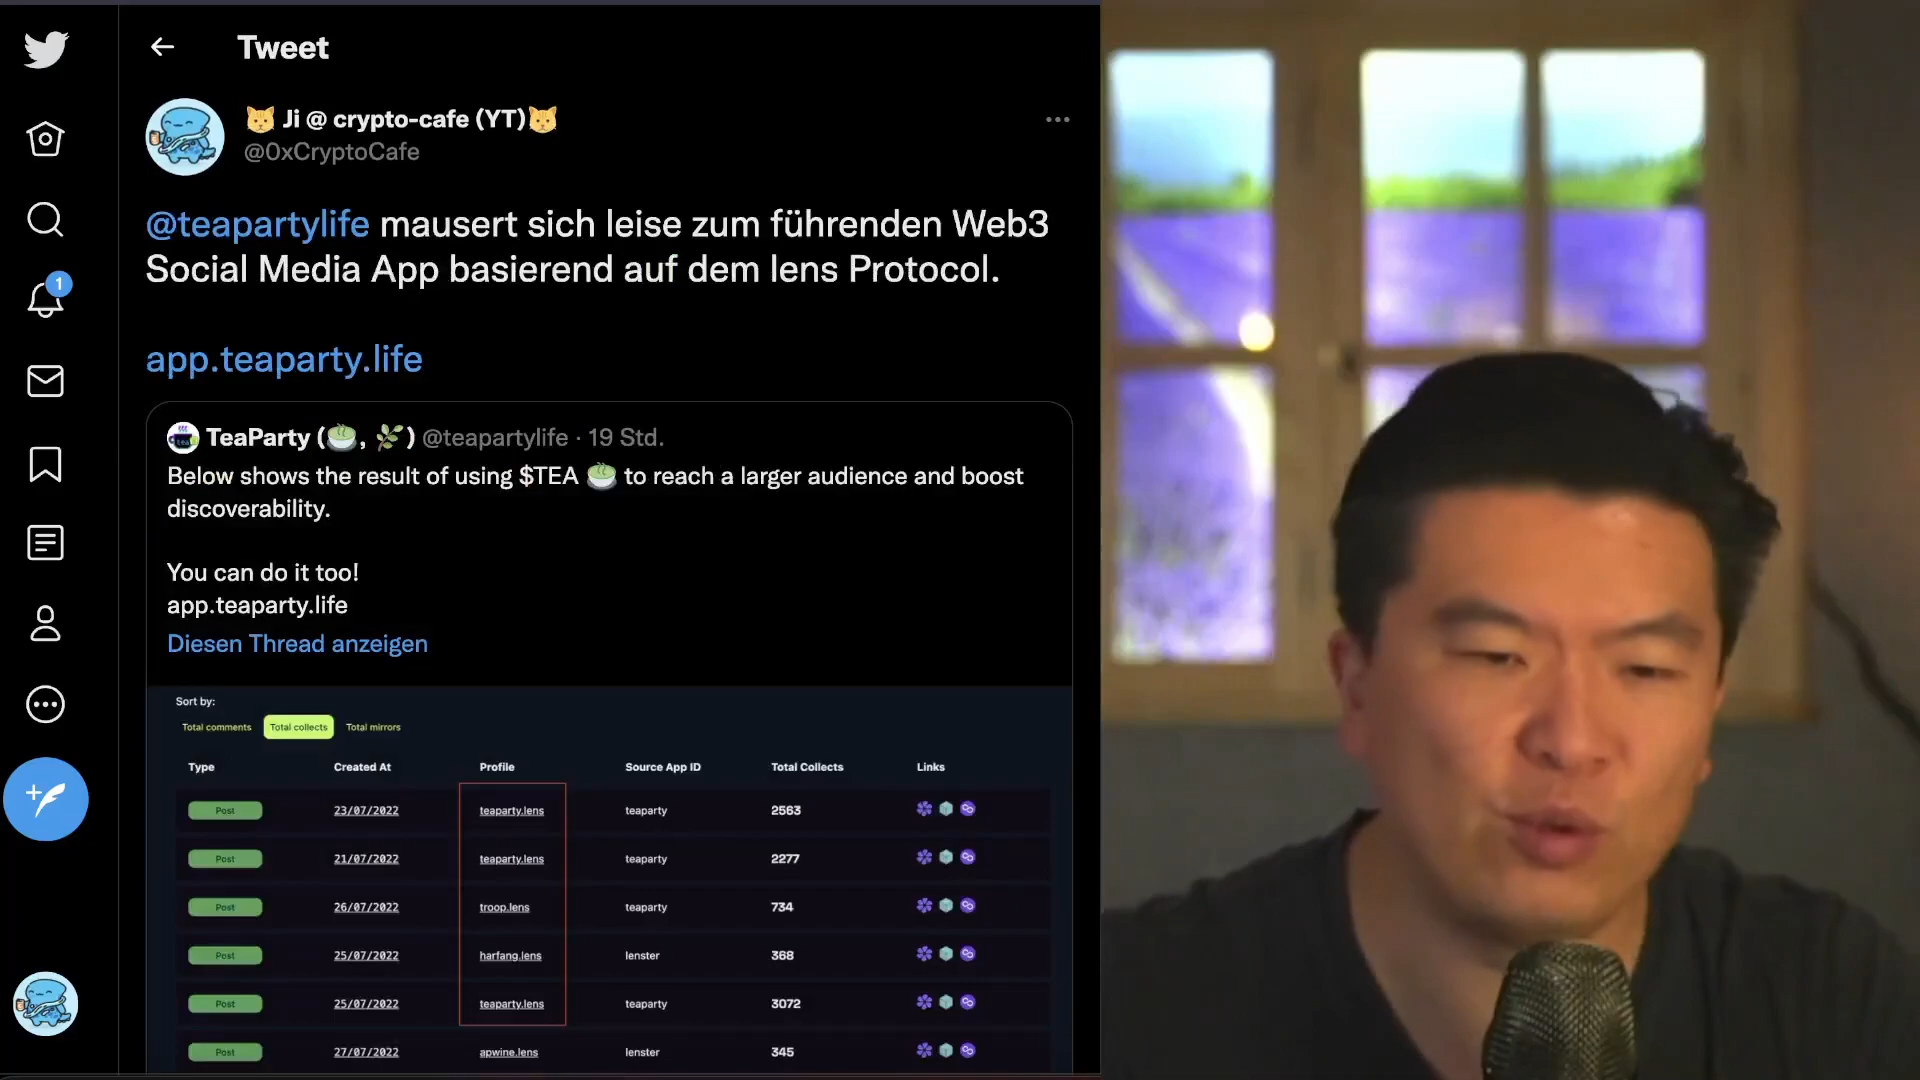 Tweet
Ji @ crypto-cafe (YT)
@0xCryptoCafe
@teapartylife mausert sich leise zum führenden Web3
Social Media App basierend auf dem lens Protocol.
app.teaparty.life
TeaParty (🍵, 🌿) @teapartylife · 19 Std.
Below shows the result of using $TEA 🍵 to reach a larger audience and boost
discoverability.
You can do it too!
app.teaparty.life
Diesen Thread anzeigen
Sort by:
Total comments Total collects Total mirrors
Type Created At Profile Source App ID Total Collects Links
Post 23/07/2022 teaparty.lens teaparty 2563
Post 21/07/2022 teaparty.lens teaparty 2277
Post 26/07/2022 troop.lens teaparty 734
Post 25/07/2022 harfang.lens lenster 368
Post 25/07/2022 teaparty.lens teaparty 3072
Post 27/07/2022 apwine.lens lenster 345
1